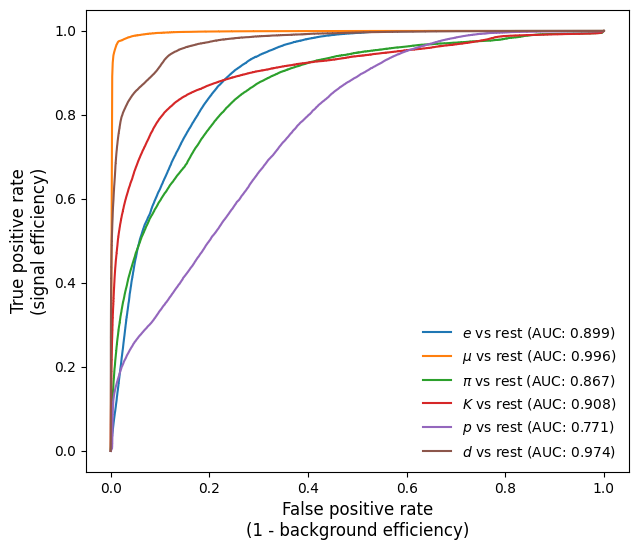 True positive rate
(signal efficiency)
1.0
0.8
0.6
0.4
0.2
0.0
e vs rest (AUC: 0.899)
μ vs rest (AUC: 0.996)
π vs rest (AUC: 0.867)
K vs rest (AUC: 0.908)
p vs rest (AUC: 0.771)
d vs rest (AUC: 0.974)
0.0 0.2 0.4 0.6 0.8 1.0
False positive rate
(1 - background efficiency)